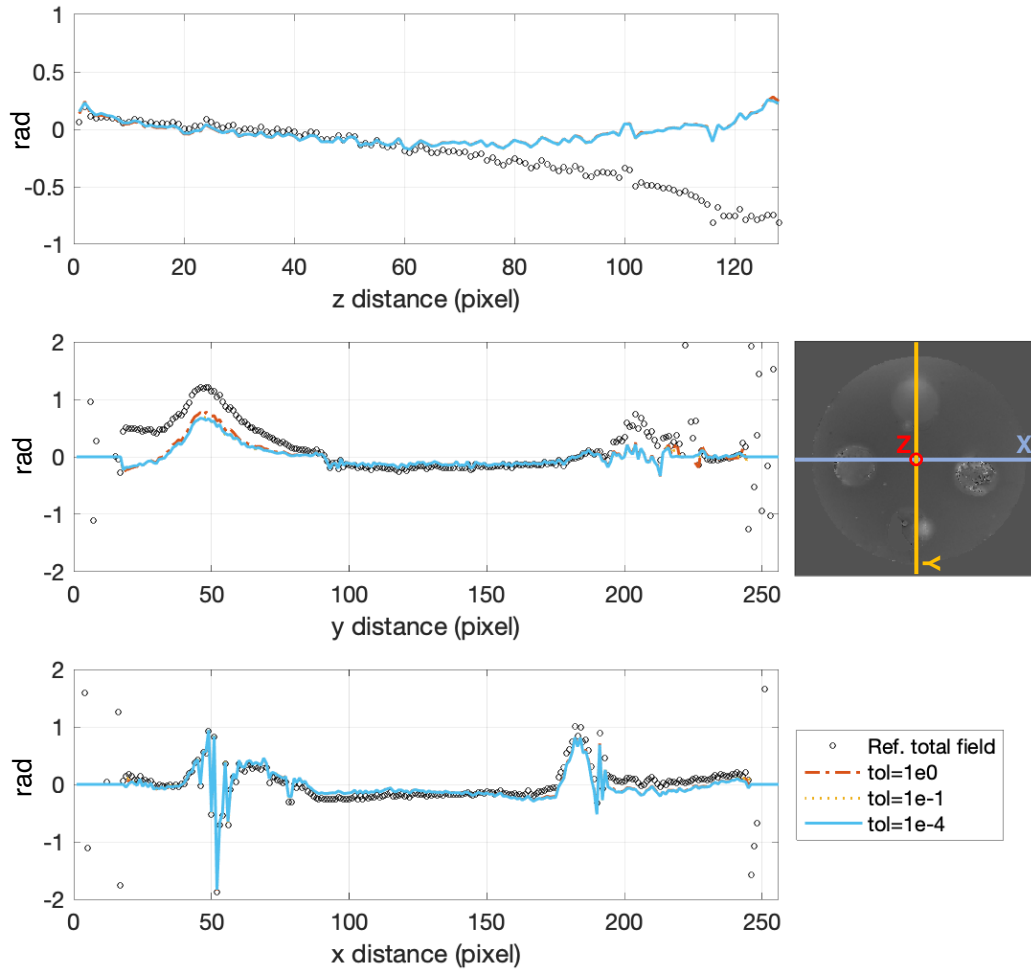 1
0.5
0
-0.5
-1
rad
0 20 40 60 80 100 120
z distance (pixel)
2
1
0
-1
-2
rad
0 50 100 150 200 250
y distance (pixel)
Z X
Y
2
1
0
-1
-2
rad
0 50 100 150 200 250
x distance (pixel)
Ref. total field
tol=1e0
tol=1e-1
tol=1e-4